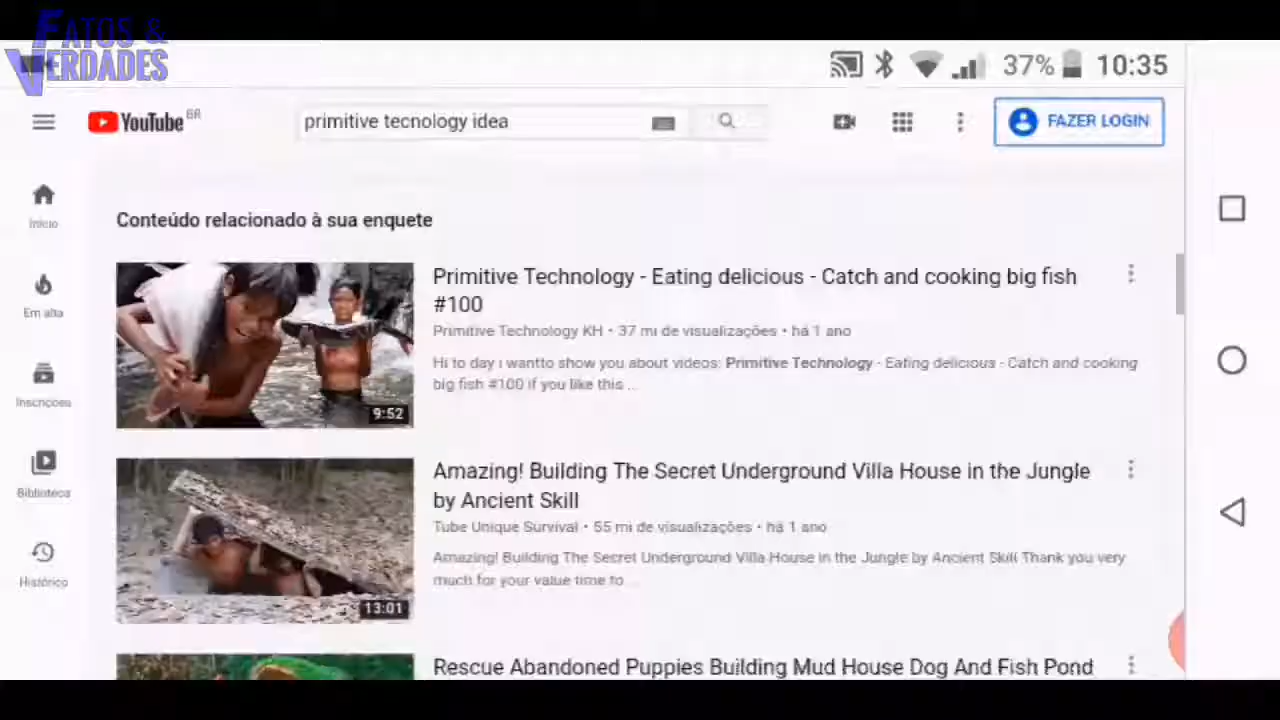 FATOS &
VERDADES
37% 10:35
YouTube BR
primitive tecnology idea
FAZER LOGIN
Início
Em alta
Inscrições
Biblioteca
Histórico
Conteúdo relacionado à sua enquete
Primitive Technology - Eating delicious - Catch and cooking big fish
#100
Primitive Technology KH • 37 mi de visualizações • há 1 ano
Hi to day i wantto show you about videos: Primitive Technology - Eating delicious - Catch and cooking
big fish #100 if you like this ...
9:52
Amazing! Building The Secret Underground Villa House in the Jungle
by Ancient Skill
Tube Unique Survival • 55 mi de visualizações • há 1 ano
Amazing! Building The Secret Underground Villa House in the Jungle by Ancient Skill Thank you very
much for your value time to ...
13:01
Rescue Abandoned Puppies Building Mud House Dog And Fish Pond